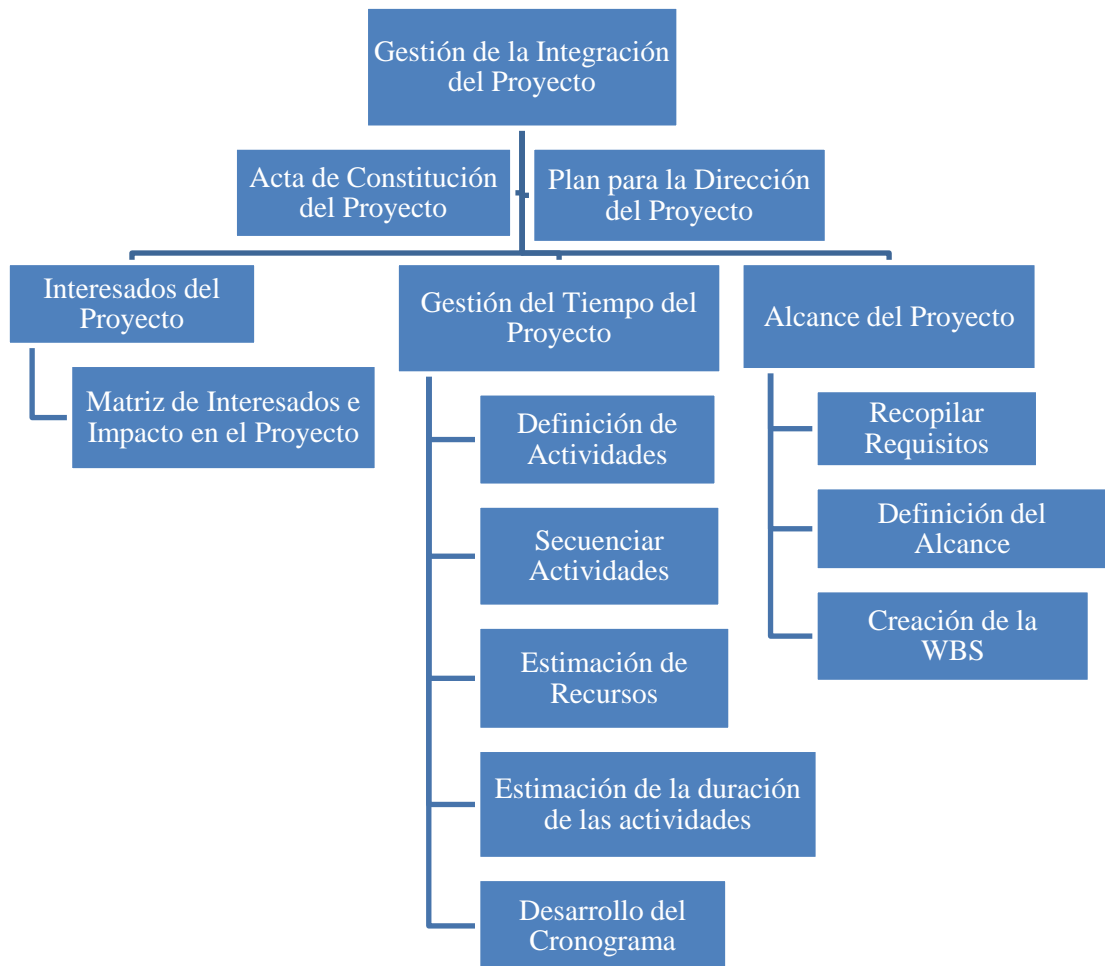 Gestión de la Integración
del Proyecto
Acta de Constitución
del Proyecto
Plan para la Dirección
del Proyecto
Interesados del
Proyecto
Matriz de Interesados e
Impacto en el Proyecto
Gestión del Tiempo del
Proyecto
Definición de
Actividades
Secuenciar
Actividades
Estimación de
Recursos
Estimación de la duración
de las actividades
Desarrollo del
Cronograma
Alcance del Proyecto
Recopilar
Requisitos
Definición del
Alcance
Creación de la
WBS